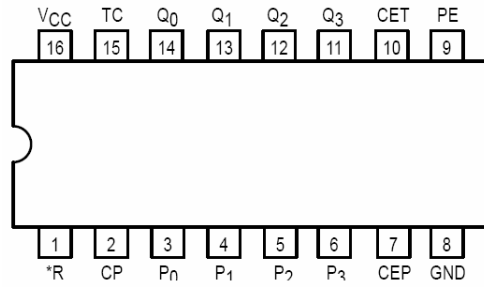 VCC TC Q0 Q1 Q2 Q3 CET PE
16 15 14 13 12 11 10 9
1 2 3 4 5 6 7 8
*R CP P0 P1 P2 P3 CEP GND